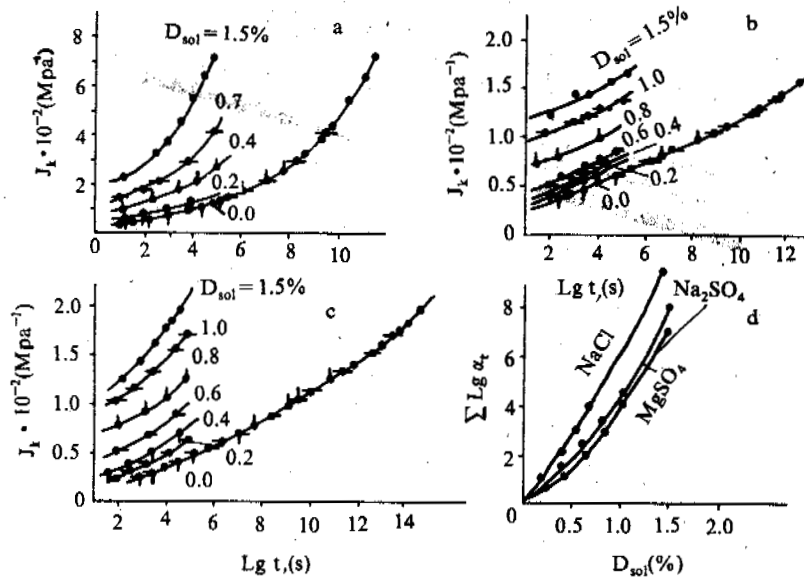 a
D_sol = 1.5%
0.7
0.4
0.2
0.0
J_k · 10⁻² (Mpa⁻¹)
8
6
4
2
0
0 2 4 6 8 10
b
D_sol = 1.5%
1.0
0.8
0.6
0.4
0.2
0.0
J_k · 10⁻² (Mpa⁻¹)
2.0
1.5
1.0
0.5
0
2 4 6 8 10 12
Lg t,(s)
c
D_sol = 1.5%
1.0
0.8
0.6
0.4
0.2
0.0
J_k · 10⁻² (Mpa⁻¹)
2.0
1.5
1.0
0.5
0
2 4 6 8 10 12 14
Lg t,(s)
d
NaCl
Na₂SO₄
MgSO₄
∑ Lg α_t
8
6
4
2
0
0.5 1.0 1.5 2.0
D_sol(%)